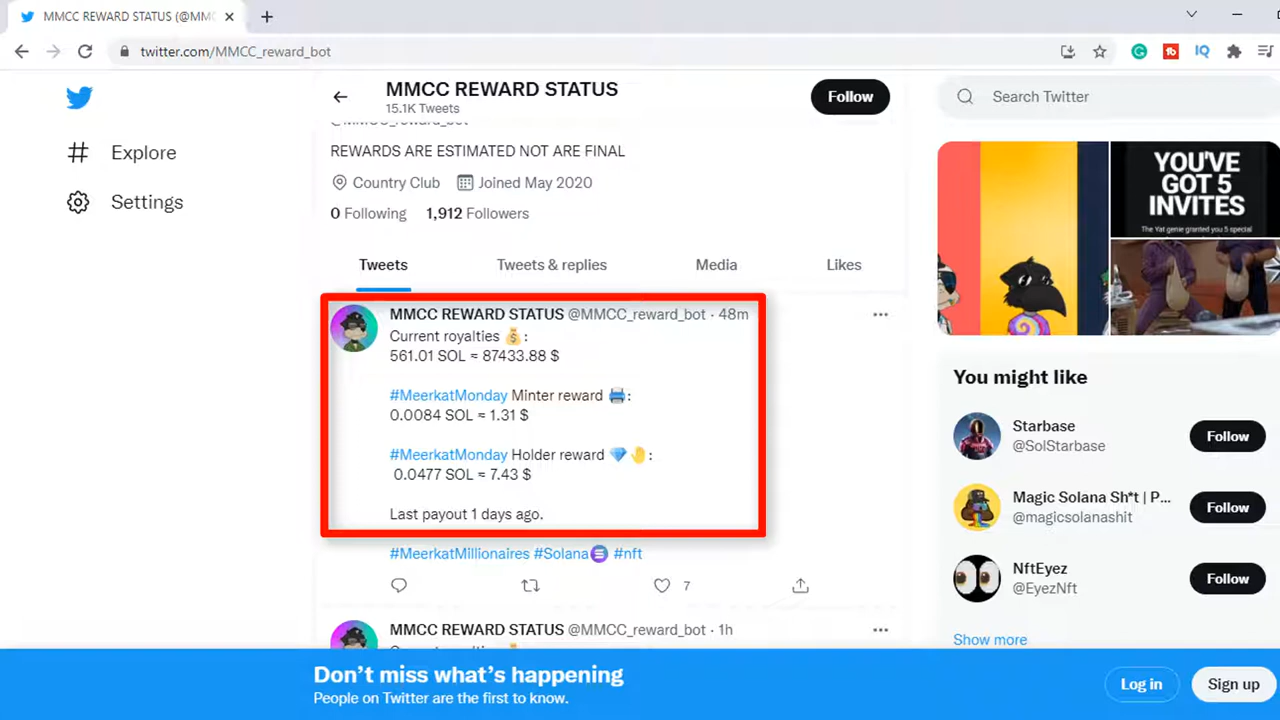 MMCC REWARD STATUS (@MMC
twitter.com/MMCC_reward_bot
MMCC REWARD STATUS
15.1K Tweets
Follow
Search Twitter
Explore
Settings
@MMCC_reward_bot
REWARDS ARE ESTIMATED NOT ARE FINAL
Country Club Joined May 2020
0 Following 1,912 Followers
Tweets Tweets & replies Media Likes
MMCC REWARD STATUS @MMCC_reward_bot · 48m
Current royalties 💰:
561.01 SOL ≈ 87433.88 $
#MeerkatMonday Minter reward 🖨️:
0.0084 SOL ≈ 1.31 $
#MeerkatMonday Holder reward 💎🤚:
0.0477 SOL ≈ 7.43 $
Last payout 1 days ago.
#MeerkatMillionaires #Solana #nft
7
MMCC REWARD STATUS @MMCC_reward_bot · 1h
YOU'VE
GOT 5
INVITES
The Yat genie granted you 5 special
You might like
Starbase
@SolStarbase
Follow
Magic Solana Sh*t | P...
@magicsolanashit
Follow
NftEyez
@EyezNft
Follow
Show more
Don't miss what's happening
People on Twitter are the first to know.
Log in
Sign up